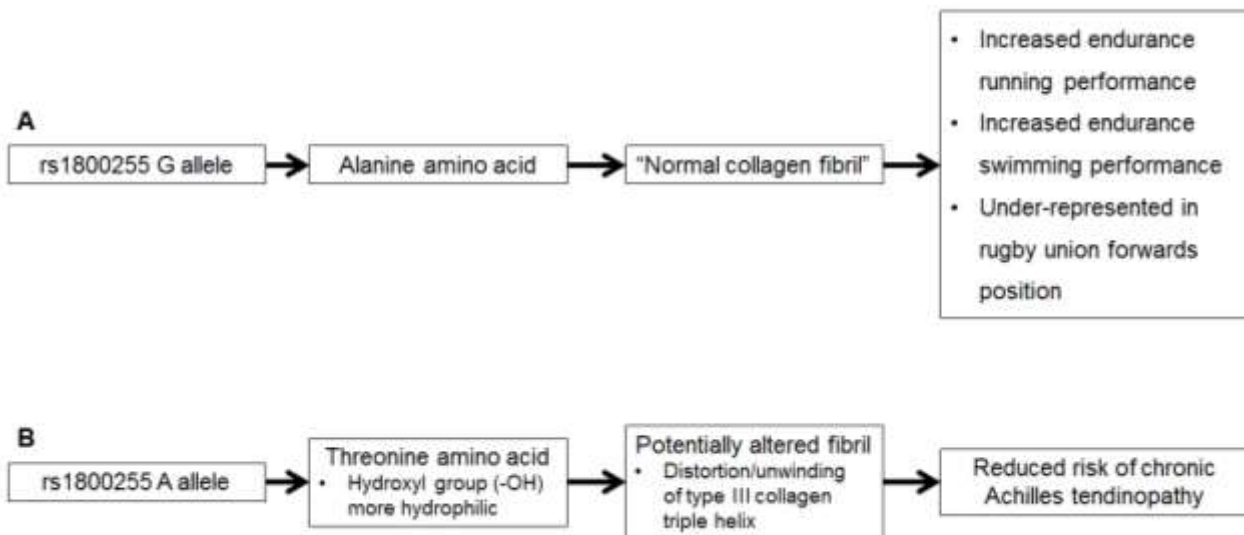 A
rs1800255 G allele
Alanine amino acid
“Normal collagen fibril”
• Increased endurance
running performance
• Increased endurance
swimming performance
• Under-represented in
rugby union forwards
position
B
rs1800255 A allele
Threonine amino acid
• Hydroxyl group (-OH)
more hydrophilic
Potentially altered fibril
• Distortion/unwinding
of type III collagen
triple helix
Reduced risk of chronic
Achilles tendinopathy